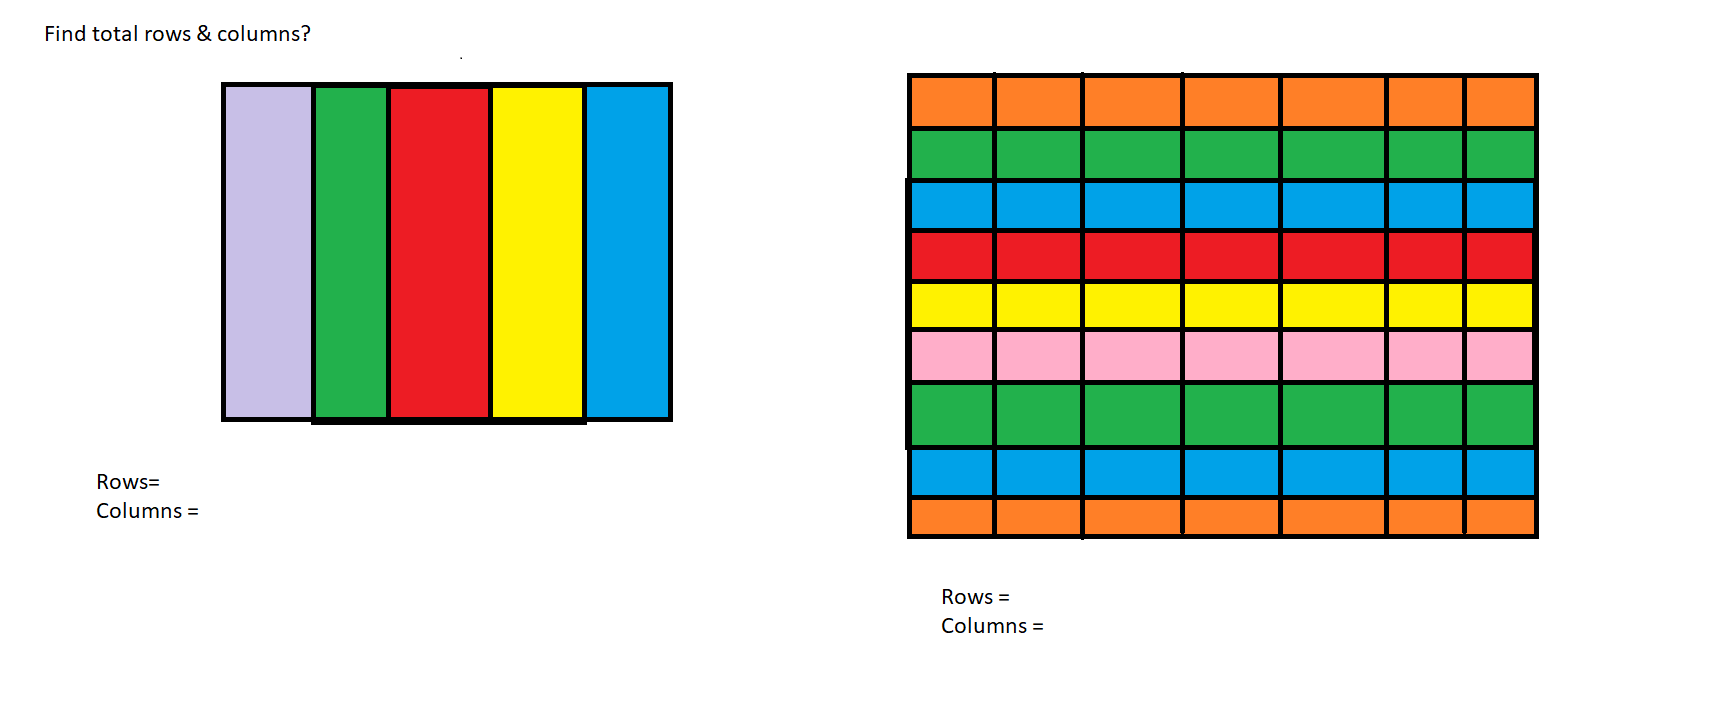 Find total rows & columns?
Rows=
Columns =
Rows =
Columns =